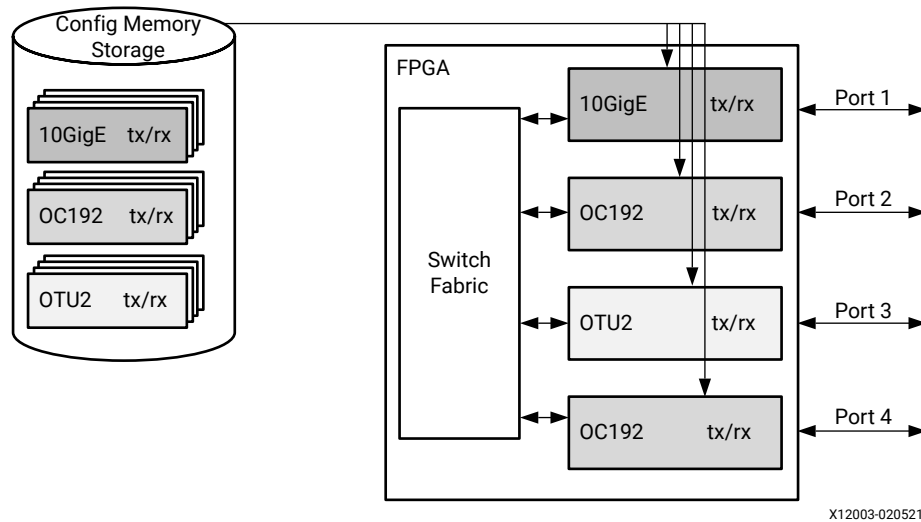 Config Memory
Storage
10GigE tx/rx
OC192 tx/rx
OTU2 tx/rx
FPGA
Switch
Fabric
10GigE tx/rx
OC192 tx/rx
OTU2 tx/rx
OC192 tx/rx
Port 1
Port 2
Port 3
Port 4
X12003-020521